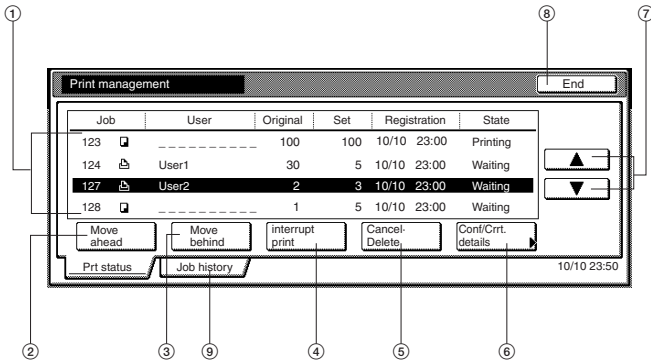 ① ⑧ ⑦
Print management End
Job User Original Set Registration State
123 _ _ _ _ _ _ _ _ _ _ _ 100 100 10/10 23:00 Printing
124 User1 30 5 10/10 23:00 Waiting
127 User2 2 3 10/10 23:00 Waiting
128 _ _ _ _ _ _ _ _ _ _ _ 1 5 10/10 23:00 Waiting
Move ahead Move behind interrupt print Cancel· Delete Conf/Crrt. details
Prt status Job history 10/10 23:50
② ③ ⑨ ④ ⑤ ⑥